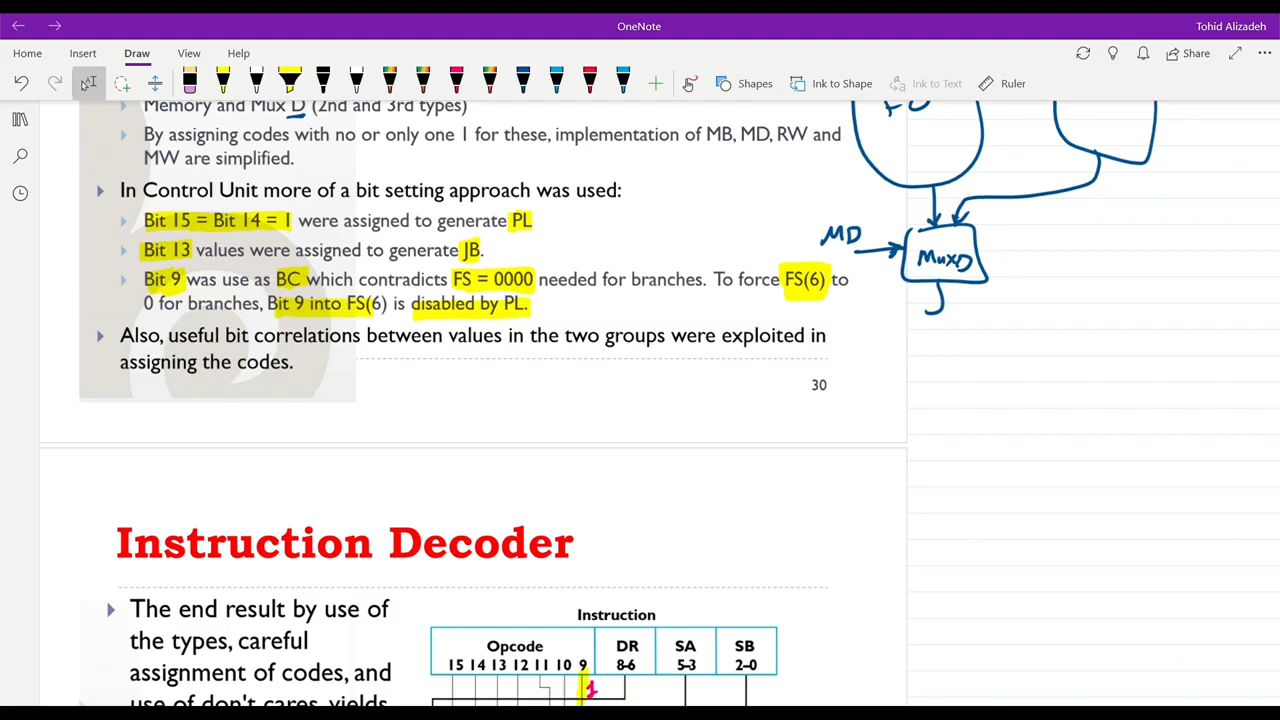 OneNote
Tohid Alizadeh
Home Insert Draw View Help
Share
Shapes Ink to Shape Ink to Text Ruler
Memory and Mux D (2nd and 3rd types)
By assigning codes with no or only one 1 for these, implementation of MB, MD, RW and
MW are simplified.
In Control Unit more of a bit setting approach was used:
Bit 15 = Bit 14 = 1 were assigned to generate PL
Bit 13 values were assigned to generate JB.
Bit 9 was use as BC which contradicts FS = 0000 needed for branches. To force FS(6) to
0 for branches, Bit 9 into FS(6) is disabled by PL.
Also, useful bit correlations between values in the two groups were exploited in
assigning the codes.
30
MD
MuxD
Instruction Decoder
The end result by use of
the types, careful
assignment of codes, and
use of don't cares, yields
Instruction
Opcode DR SA SB
15 14 13 12 11 10 9 8-6 5-3 2-0
1